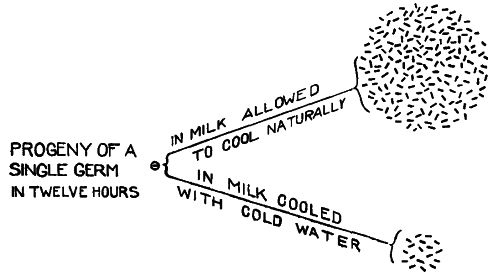 PROGENY OF A
SINGLE GERM
IN TWELVE HOURS
IN MILK ALLOWED
TO COOL NATURALLY
IN MILK COOLED
WITH COLD WATER